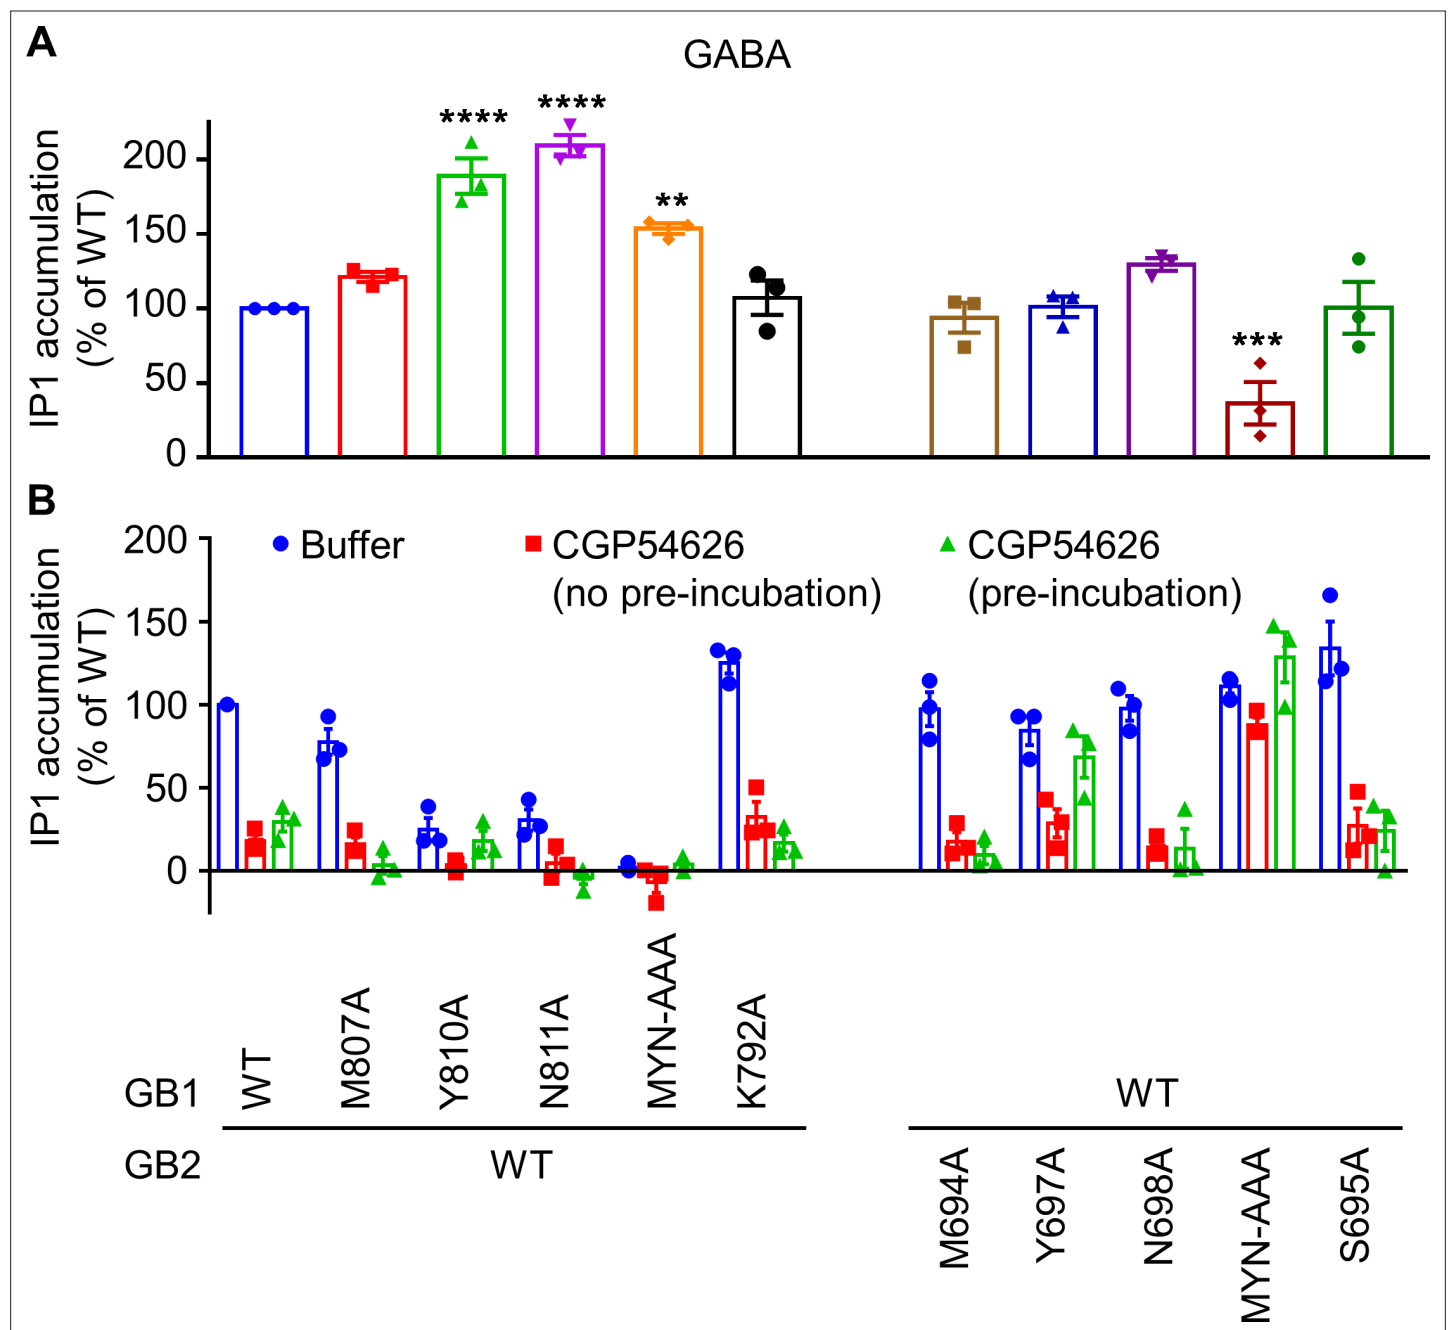 A
GABA
IP1 accumulation
(% of WT)
200
150
100
50
0
****
****
**
***
B
IP1 accumulation
(% of WT)
200
150
100
50
0
Buffer
CGP54626
(no pre-incubation)
CGP54626
(pre-incubation)
GB1
WT
M807A
Y810A
N811A
MYN-AAA
K792A
WT
GB2
WT
M694A
Y697A
N698A
MYN-AAA
S695A